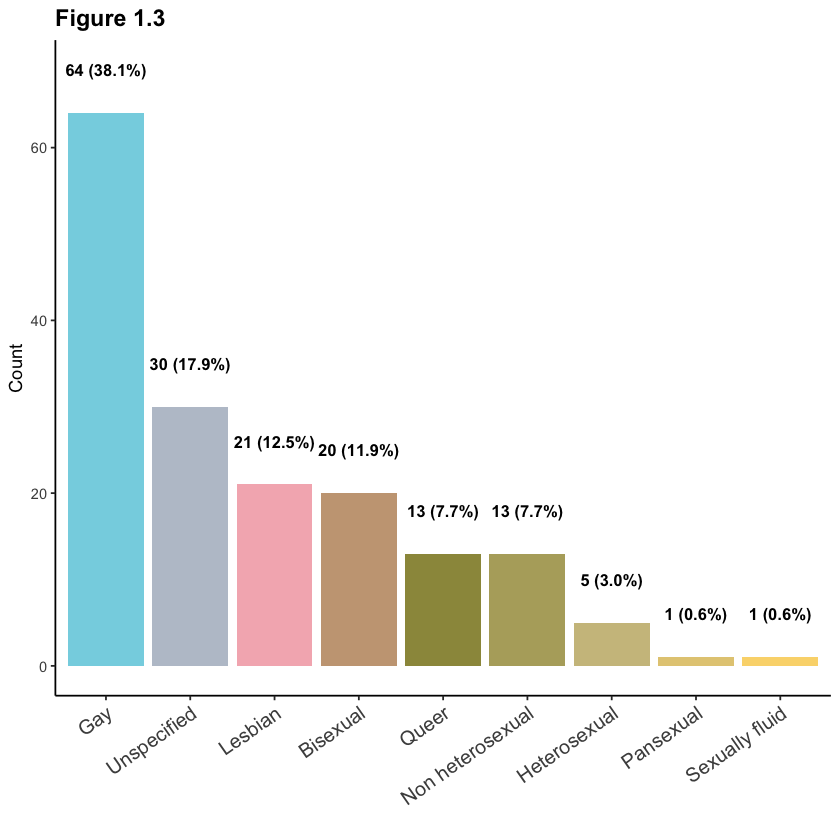 Figure 1.3
64 (38.1%)
30 (17.9%)
21 (12.5%)
20 (11.9%)
13 (7.7%)
13 (7.7%)
5 (3.0%)
1 (0.6%)
1 (0.6%)
Count
60
40
20
0
Gay
Unspecified
Lesbian
Bisexual
Queer
Non heterosexual
Heterosexual
Pansexual
Sexually fluid